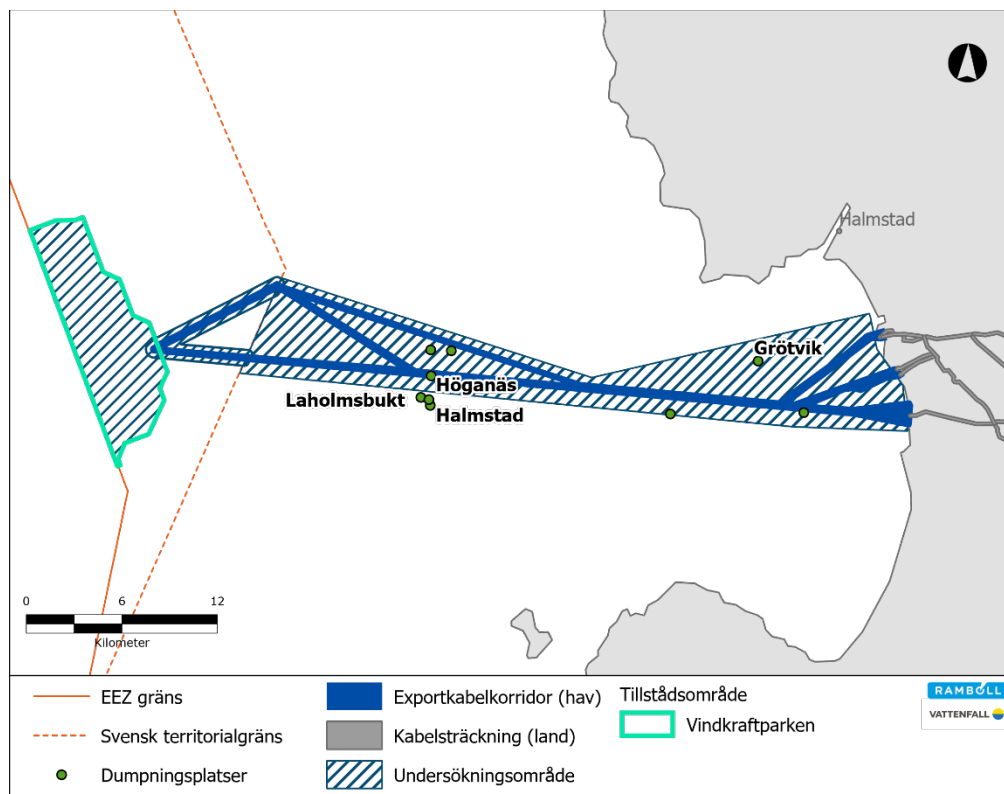 Halmstad
Grötvik
Höganäs
Laholmsbukt
Halmstad
0 6 12
Kilometer
EEZ gräns
Svensk territorialgräns
Dumpningsplatser
Exportkabelkorridor (hav)
Kabelsträckning (land)
Undersökningsområde
Tillstådsområde
Vindkraftparken
RAMBOLL
VATTENFALL